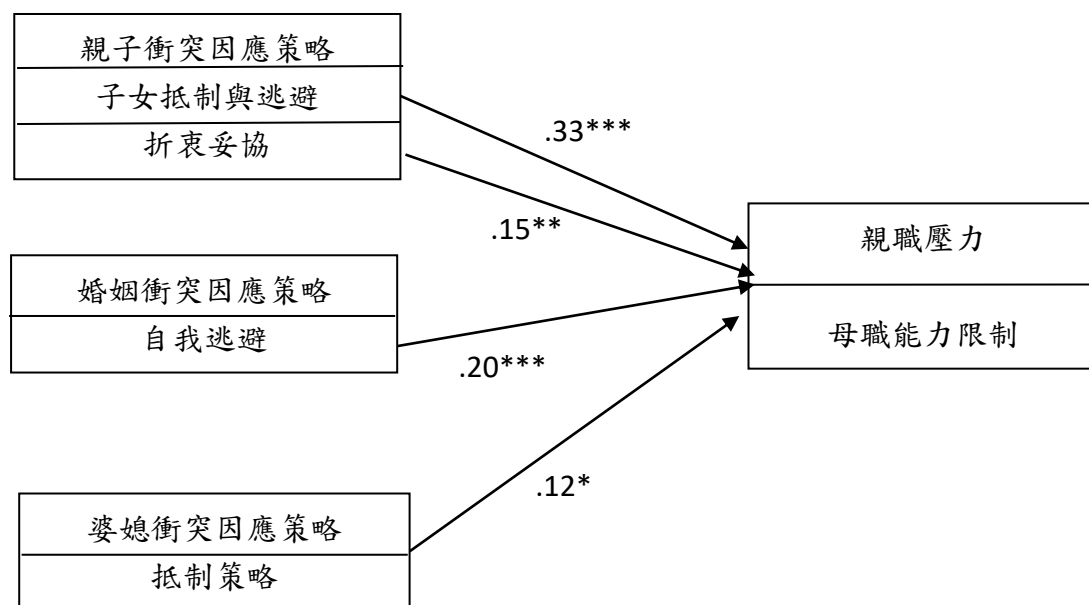 親子衝突因應策略
子女抵制與逃避
折衷妥協
.33***
.15**
親職壓力
母職能力限制
婚姻衝突因應策略
自我逃避
.20***
.12*
婆媳衝突因應策略
抵制策略